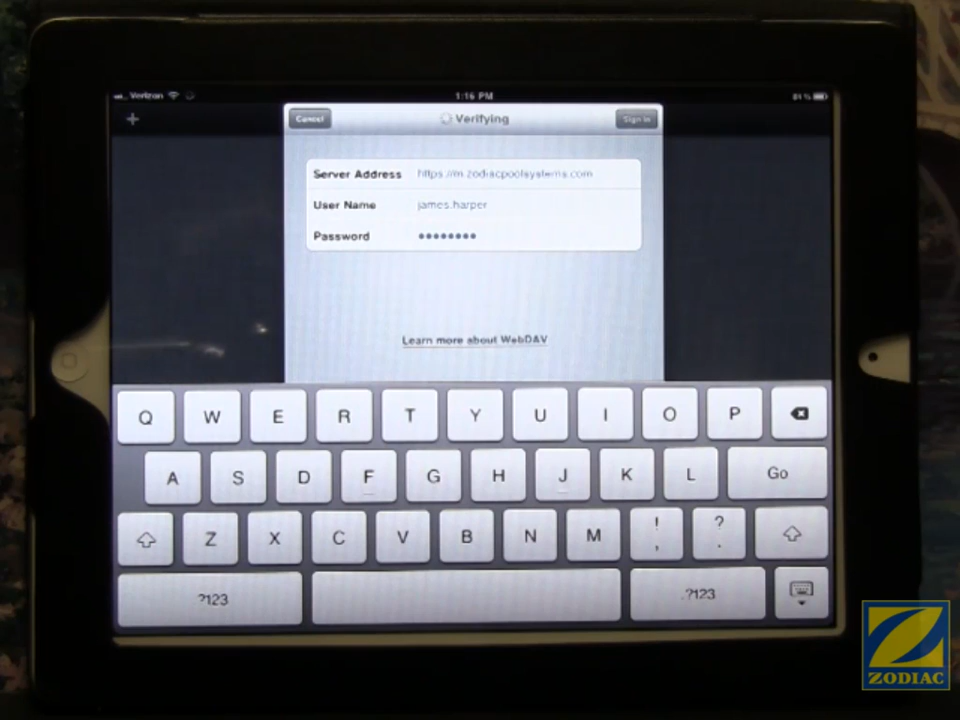 Verizon 1:16 PM 81%
+
Cancel Verifying Sign In
Server Address https://m.zodiacpoolsystems.com
User Name james.harper
Password ••••••••
Learn more about WebDAV
Q W E R T Y U I O P
A S D F G H J K L Go
Z X C V B N M ! , ? .
?123 .?123
ZODIAC